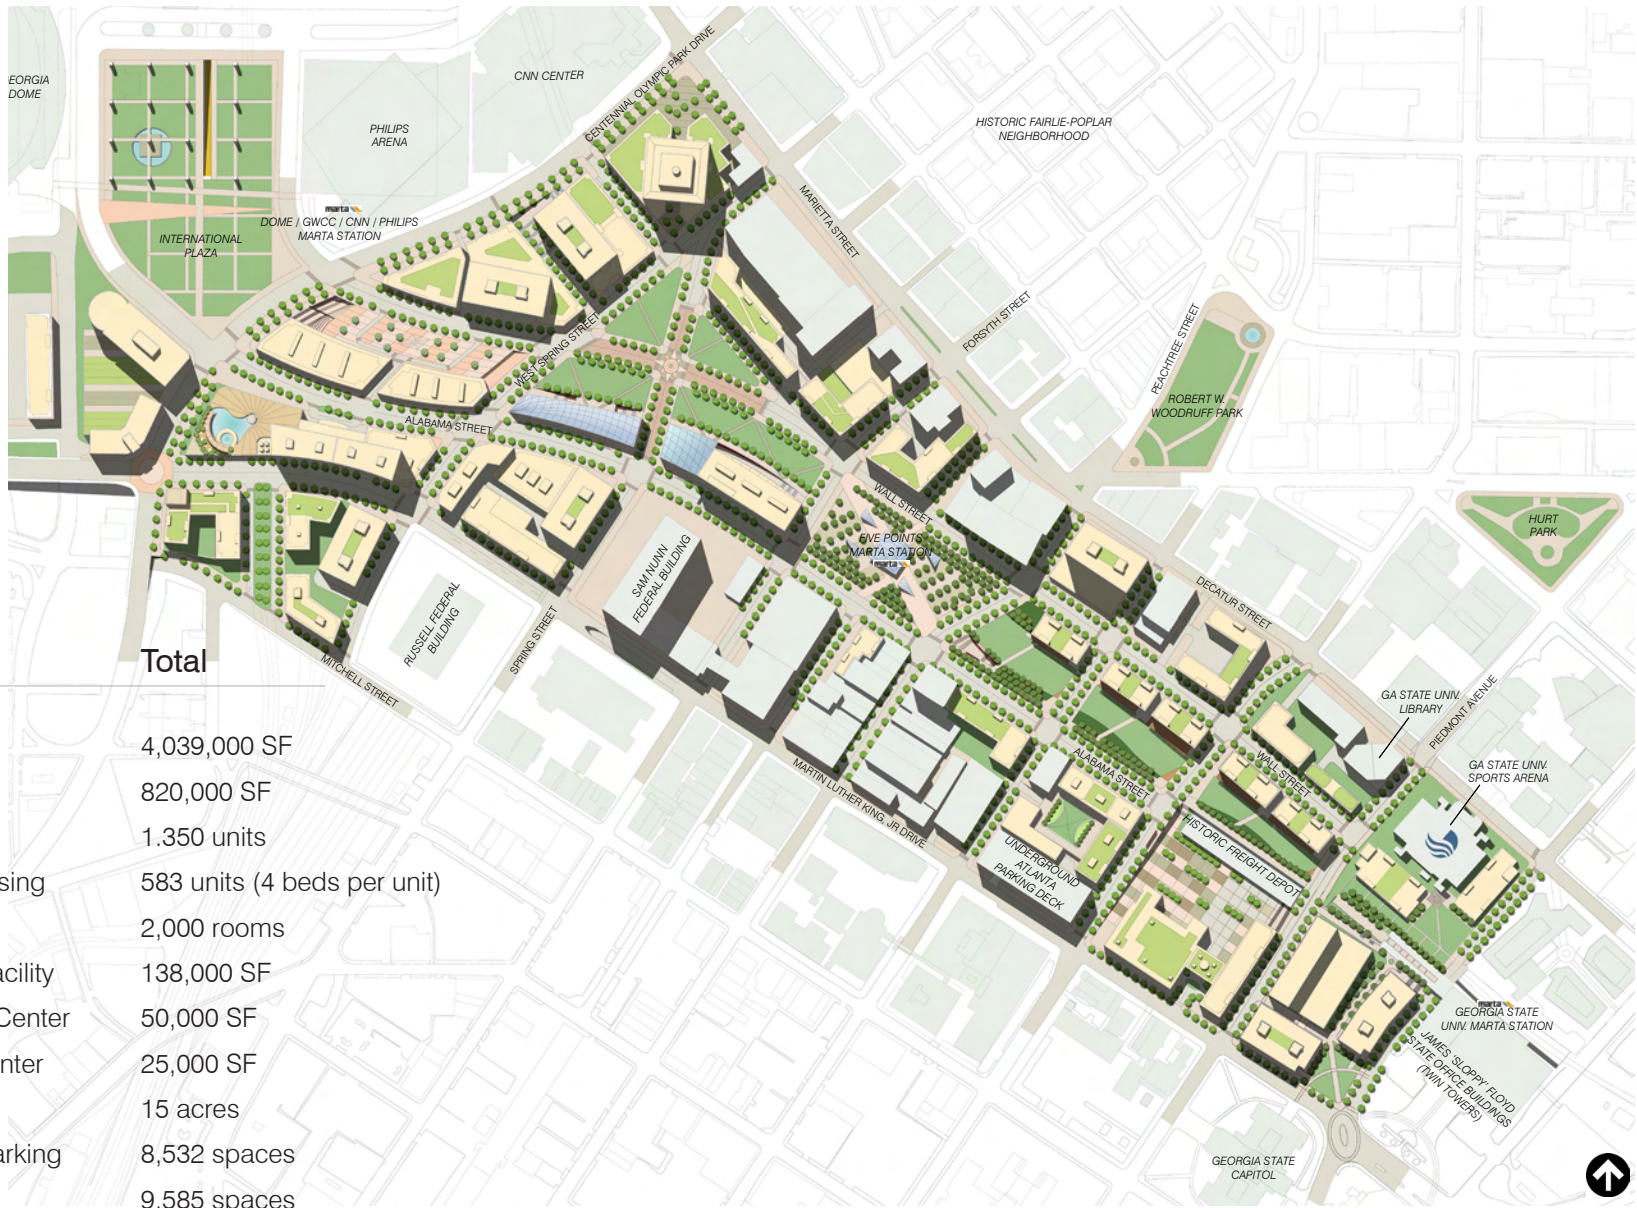 EORGIA
DOME
CNN CENTER
CENTENNIAL OLYMPIC PARK DRIVE
PHILIPS
ARENA
HISTORIC FAIRLIE-POPLAR
NEIGHBORHOOD
marta
DOME / GWCC / CNN / PHILIPS
MARTA STATION
INTERNATIONAL
PLAZA
MARIETTA STREET
FORSYTH STREET
PEACHTREE STREET
WEST SPRING STREET
ROBERT W.
WOODRUFF PARK
ALABAMA STREET
WALL STREET
HURT
PARK
FIVE POINTS
MARTA STATION
marta
SAM NUNN
FEDERAL BUILDING
DECATUR STREET
RUSSELL FEDERAL
BUILDING
SPRING STREET
MITCHELL STREET
GA STATE UNIV.
LIBRARY
PIEDMONT AVENUE
ALABAMA STREET
WALL STREET
GA STATE UNIV.
SPORTS ARENA
MARTIN LUTHER KING, JR DRIVE
HISTORIC FREIGHT DEPOT
UNDERGROUND
ATLANTA
PARKING DECK
marta
GEORGIA STATE
UNIV. MARTA STATION
JAMES 'SLOPPY' FLOYD
STATE OFFICE BUILDINGS
(TWIN TOWERS)
GEORGIA STATE
CAPITOL
Total
4,039,000 SF
820,000 SF
1.350 units
sing 583 units (4 beds per unit)
2,000 rooms
acility 138,000 SF
Center 50,000 SF
nter 25,000 SF
15 acres
arking 8,532 spaces
9,585 spaces